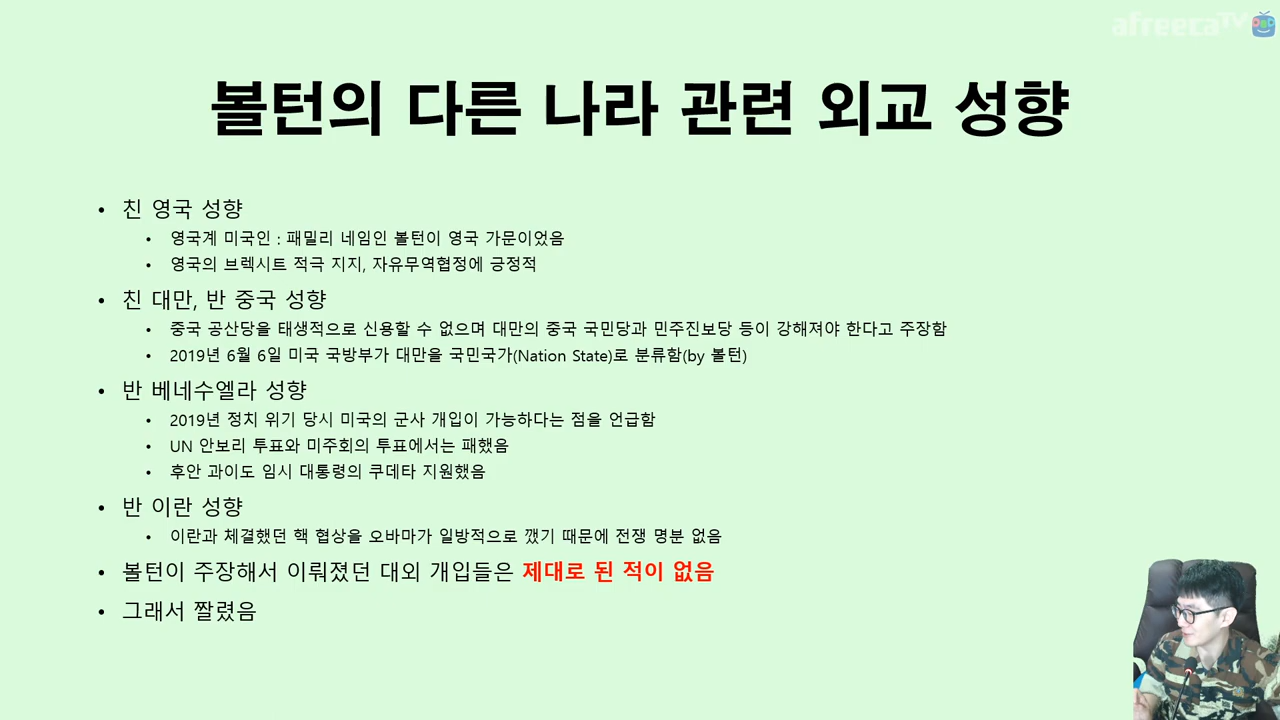 afreecaTV
볼턴의 다른 나라 관련 외교 성향
• 친 영국 성향
• 영국계 미국인 : 패밀리 네임인 볼턴이 영국 가문이었음
• 영국의 브렉시트 적극 지지, 자유무역협정에 긍정적
• 친 대만, 반 중국 성향
• 중국 공산당을 태생적으로 신용할 수 없으며 대만의 중국 국민당과 민주진보당 등이 강해져야 한다고 주장함
• 2019년 6월 6일 미국 국방부가 대만을 국민국가(Nation State)로 분류함(by 볼턴)
• 반 베네수엘라 성향
• 2019년 정치 위기 당시 미국의 군사 개입이 가능하다는 점을 언급함
• UN 안보리 투표와 미주회의 투표에서는 패했음
• 후안 과이도 임시 대통령의 쿠데타 지원했음
• 반 이란 성향
• 이란과 체결했던 핵 협상을 오바마가 일방적으로 깼기 때문에 전쟁 명분 없음
• 볼턴이 주장해서 이뤄졌던 대외 개입들은 제대로 된 적이 없음
• 그래서 짤렸음